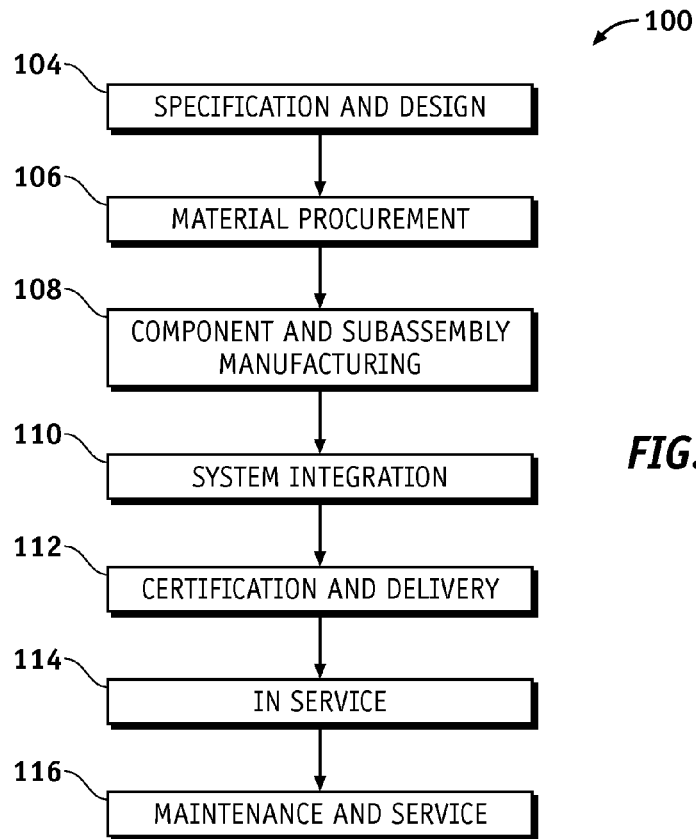 100
104
SPECIFICATION AND DESIGN
106
MATERIAL PROCUREMENT
108
COMPONENT AND SUBASSEMBLY
MANUFACTURING
110
SYSTEM INTEGRATION
FIG.
112
CERTIFICATION AND DELIVERY
114
IN SERVICE
116
MAINTENANCE AND SERVICE